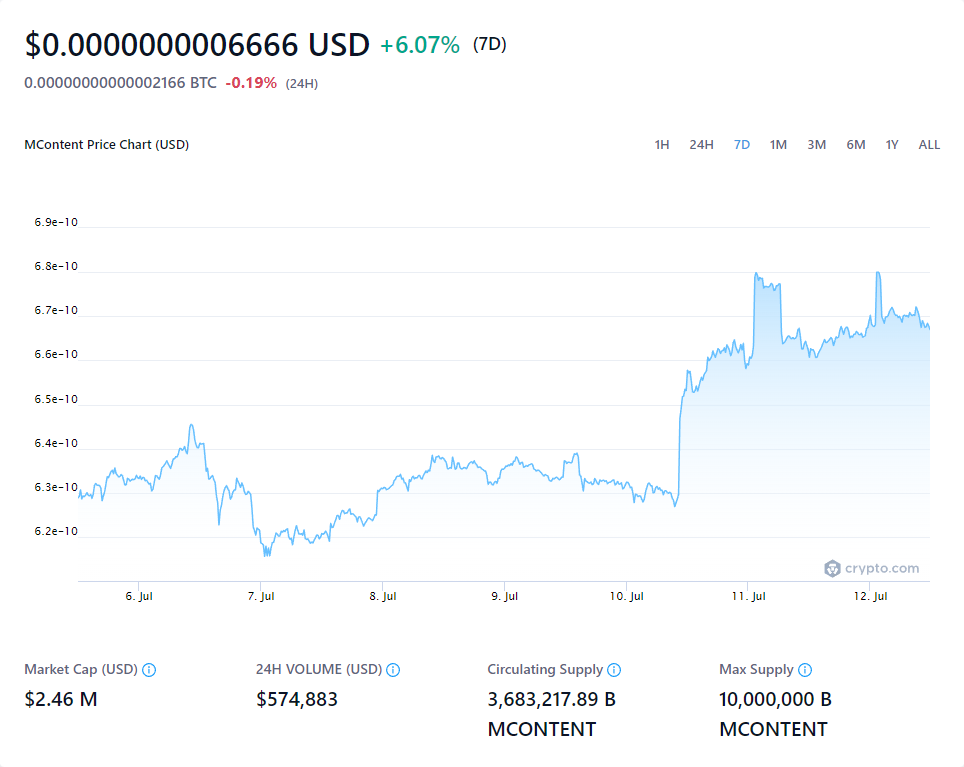 $0.0000000006666 USD +6.07% (7D)
0.00000000000002166 BTC -0.19% (24H)
MContent Price Chart (USD) 1H 24H 7D 1M 3M 6M 1Y ALL
6.9e-10
6.8e-10
6.7e-10
6.6e-10
6.5e-10
6.4e-10
6.3e-10
6.2e-10
crypto.com
6. Jul 7. Jul 8. Jul 9. Jul 10. Jul 11. Jul 12. Jul
Market Cap (USD) 24H VOLUME (USD) Circulating Supply Max Supply
$2.46 M $574,883 3,683,217.89 B 10,000,000 B
MCONTENT MCONTENT